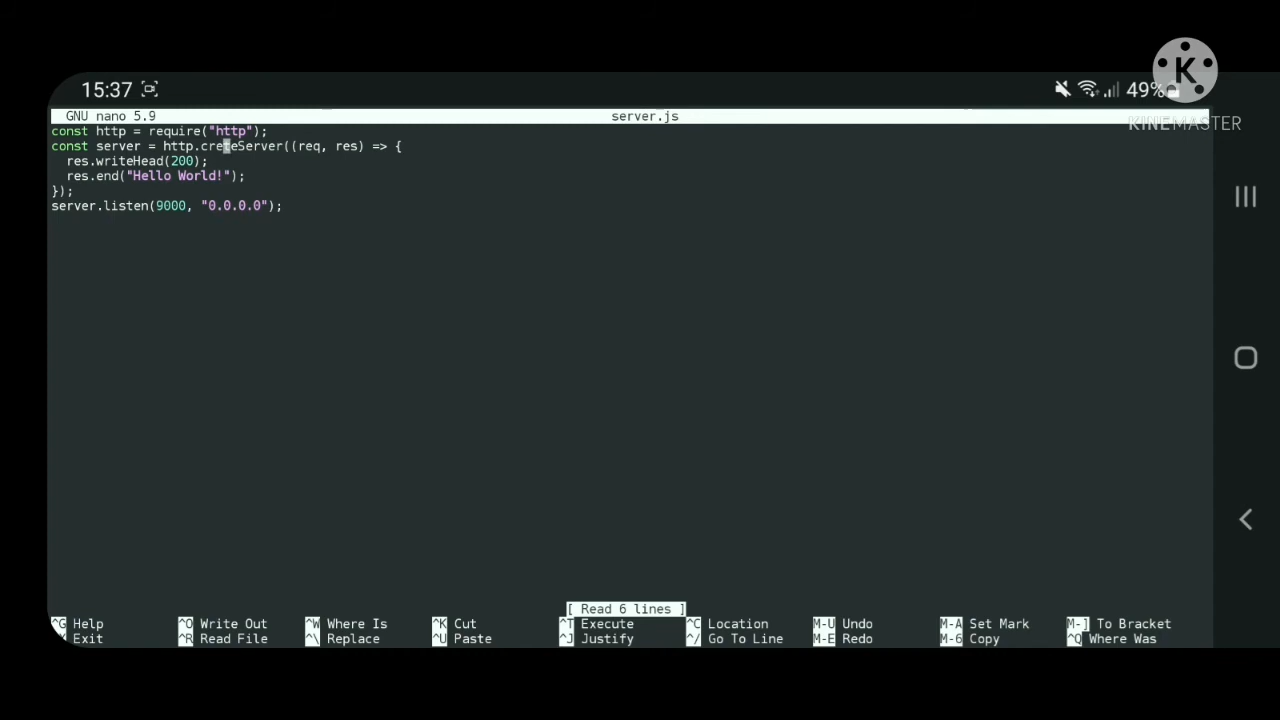 15:37 49%
K
KINEMASTER
GNU nano 5.9 server.js
const http = require("http");
const server = http.creteServer((req, res) => {
  res.writeHead(200);
  res.end("Hello World!");
});
server.listen(9000, "0.0.0.0");
[ Read 6 lines ]
^G Help ^O Write Out ^W Where Is ^K Cut ^T Execute ^C Location M-U Undo M-A Set Mark M-] To Bracket
Exit ^R Read File ^\ Replace ^U Paste ^J Justify ^/ Go To Line M-E Redo M-6 Copy ^Q Where Was